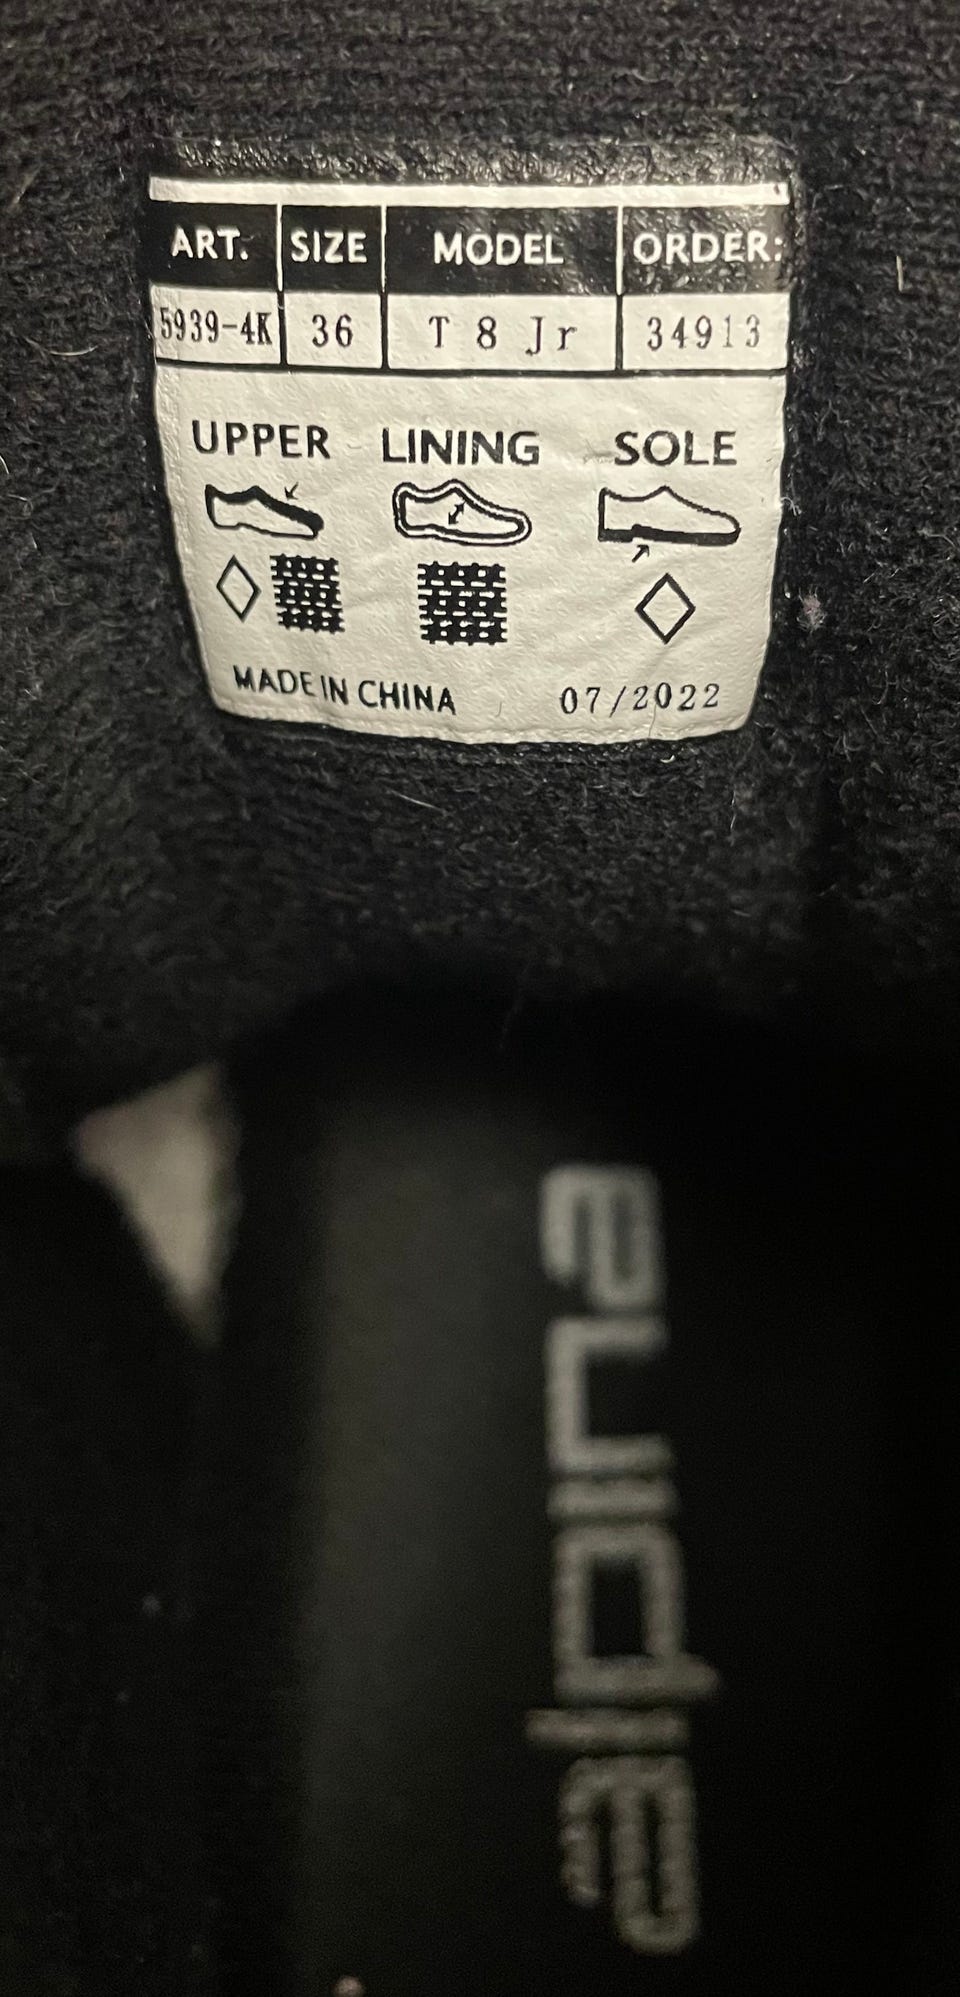 ART. SIZE MODEL ORDER:
5939-4K 36 T 8 Jr 34913
UPPER LINING SOLE
MADE IN CHINA 07/2022
alpina